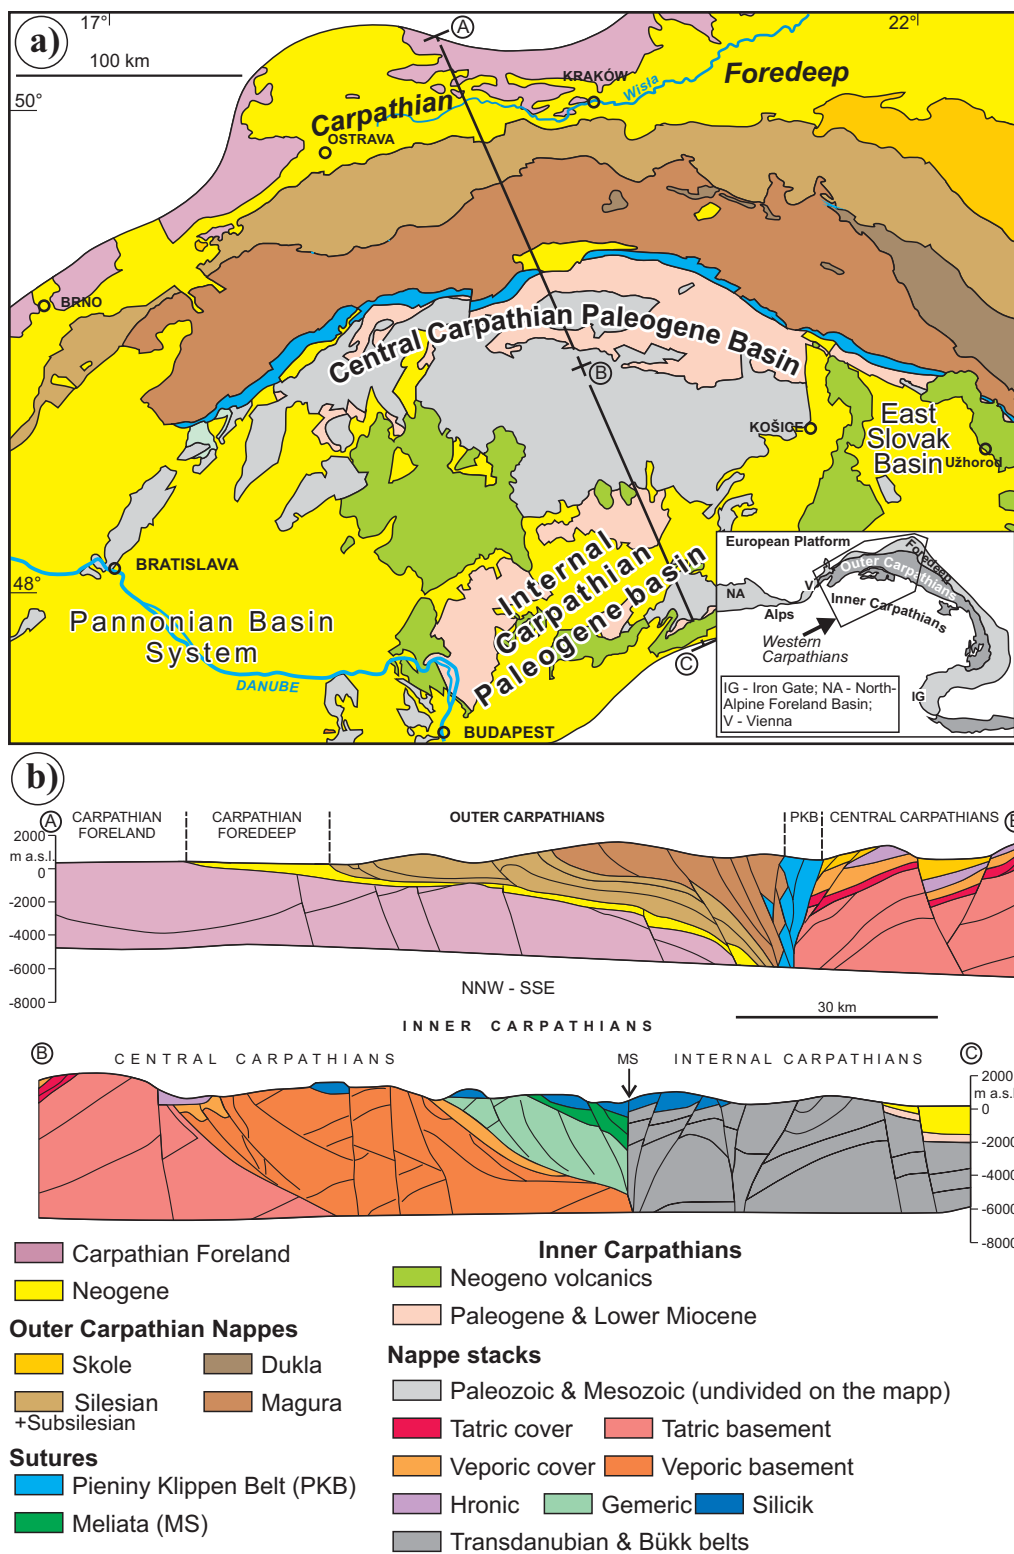 a)
17°
22°
A
100 km
50°
KRAKÓW
Wisła
Foredeep
Carpathian
OSTRAVA
BRNO
Central Carpathian Paleogene Basin
B
KOŠICE
East
Slovak
Basin
Užhorod
BRATISLAVA
48°
Pannonian Basin
System
DANUBE
BUDAPEST
Internal
Carpathian
Paleogene basin
C
European Platform
Foredeep
Outer Carpathians
NA
V
Alps
Inner Carpathians
Western
Carpathians
IG
IG - Iron Gate; NA - North-
Alpine Foreland Basin;
V - Vienna
b)
A
CARPATHIAN
FORELAND
CARPATHIAN
FOREDEEP
OUTER CARPATHIANS
PKB
CENTRAL CARPATHIANS
B
2000
m a.s.l.
0
-2000
-4000
-6000
-8000
NNW - SSE
30 km
INNER CARPATHIANS
B
CENTRAL CARPATHIANS
MS
INTERNAL CARPATHIANS
C
2000
m a.s.l.
0
-2000
-4000
-6000
-8000
Carpathian Foreland
Neogene
Outer Carpathian Nappes
Skole
Dukla
Silesian
Magura
+Subsilesian
Sutures
Pieniny Klippen Belt (PKB)
Meliata (MS)
Inner Carpathians
Neogeno volcanics
Paleogene & Lower Miocene
Nappe stacks
Paleozoic & Mesozoic (undivided on the mapp)
Tatric cover
Tatric basement
Veporic cover
Veporic basement
Hronic
Gemeric
Silicik
Transdanubian & Bükk belts